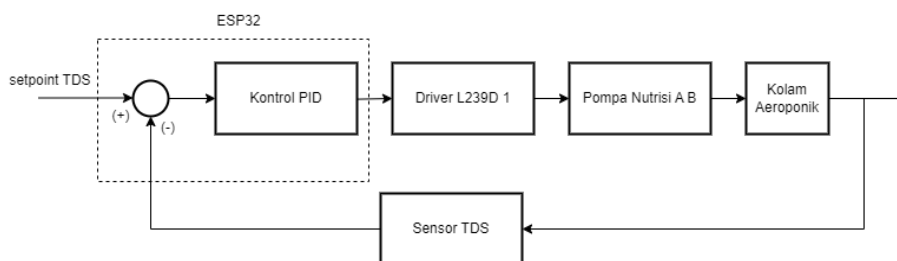 ESP32
setpoint TDS
(+)
(-)
Kontrol PID
Driver L239D 1
Pompa Nutrisi A B
Kolam
Aeroponik
Sensor TDS